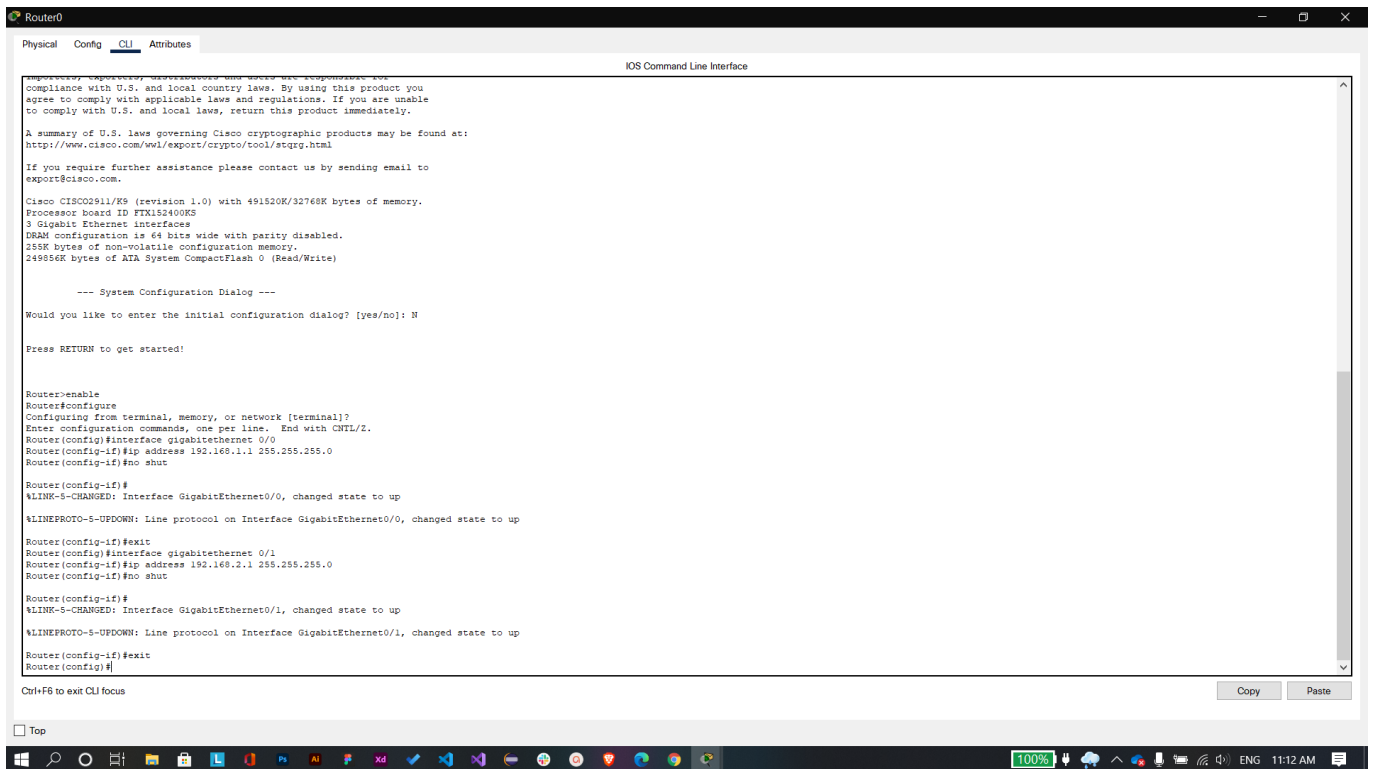 Router0
Physical Config CLI Attributes
IOS Command Line Interface
importers, exporters, distributors and users are responsible for
compliance with U.S. and local country laws. By using this product you
agree to comply with applicable laws and regulations. If you are unable
to comply with U.S. and local laws, return this product immediately.
A summary of U.S. laws governing Cisco cryptographic products may be found at:
http://www.cisco.com/wwl/export/crypto/tool/stqrg.html
If you require further assistance please contact us by sending email to
export@cisco.com.
Cisco CISCO2911/K9 (revision 1.0) with 491520K/32768K bytes of memory.
Processor board ID FTX152400KS
3 Gigabit Ethernet interfaces
DRAM configuration is 64 bits wide with parity disabled.
255K bytes of non-volatile configuration memory.
249856K bytes of ATA System CompactFlash 0 (Read/Write)
--- System Configuration Dialog ---
Would you like to enter the initial configuration dialog? [yes/no]: N
Press RETURN to get started!
Router>enable
Router#configure
Configuring from terminal, memory, or network [terminal]?
Enter configuration commands, one per line. End with CNTL/Z.
Router(config)#interface gigabitethernet 0/0
Router(config-if)#ip address 192.168.1.1 255.255.255.0
Router(config-if)#no shut
Router(config-if)#
%LINK-5-CHANGED: Interface GigabitEthernet0/0, changed state to up
%LINEPROTO-5-UPDOWN: Line protocol on Interface GigabitEthernet0/0, changed state to up
Router(config-if)#exit
Router(config)#interface gigabitethernet 0/1
Router(config-if)#ip address 192.168.2.1 255.255.255.0
Router(config-if)#no shut
Router(config-if)#
%LINK-5-CHANGED: Interface GigabitEthernet0/1, changed state to up
%LINEPROTO-5-UPDOWN: Line protocol on Interface GigabitEthernet0/1, changed state to up
Router(config-if)#exit
Router(config)#
Ctrl+F6 to exit CLI focus
Copy Paste
Top
L Ps Ai Xd 100% ENG 11:12 AM